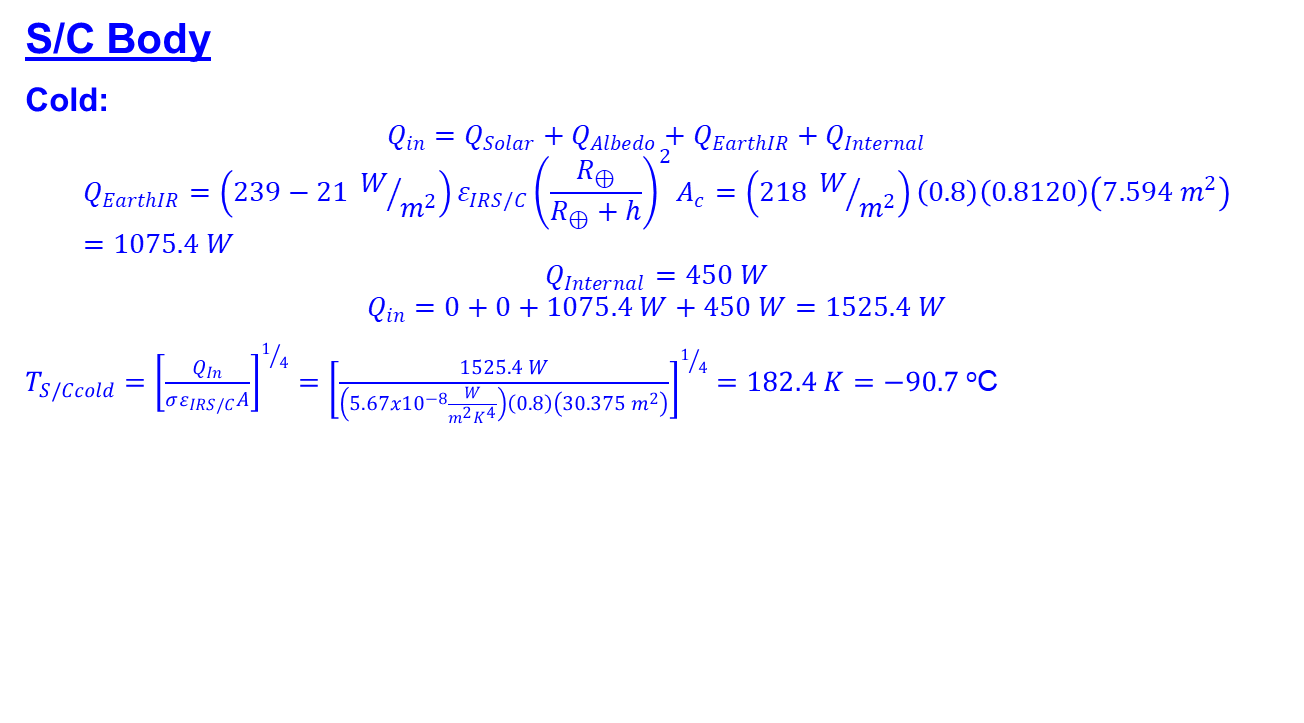 S/C Body
Cold:
Q_in = Q_Solar + Q_Albedo + Q_EarthIR + Q_Internal
Q_EarthIR = (239 − 21 W/m²) ε_IRS/C (R⊕/(R⊕ + h))² A_c = (218 W/m²)(0.8)(0.8120)(7.594 m²)
= 1075.4 W
Q_Internal = 450 W
Q_in = 0 + 0 + 1075.4 W + 450 W = 1525.4 W
T_S/Ccold = [Q_In/(σε_IRS/C A)]^1/4 = [1525.4 W/((5.67x10⁻⁸ W/(m²K⁴))(0.8)(30.375 m²))]^1/4 = 182.4 K = −90.7 °C